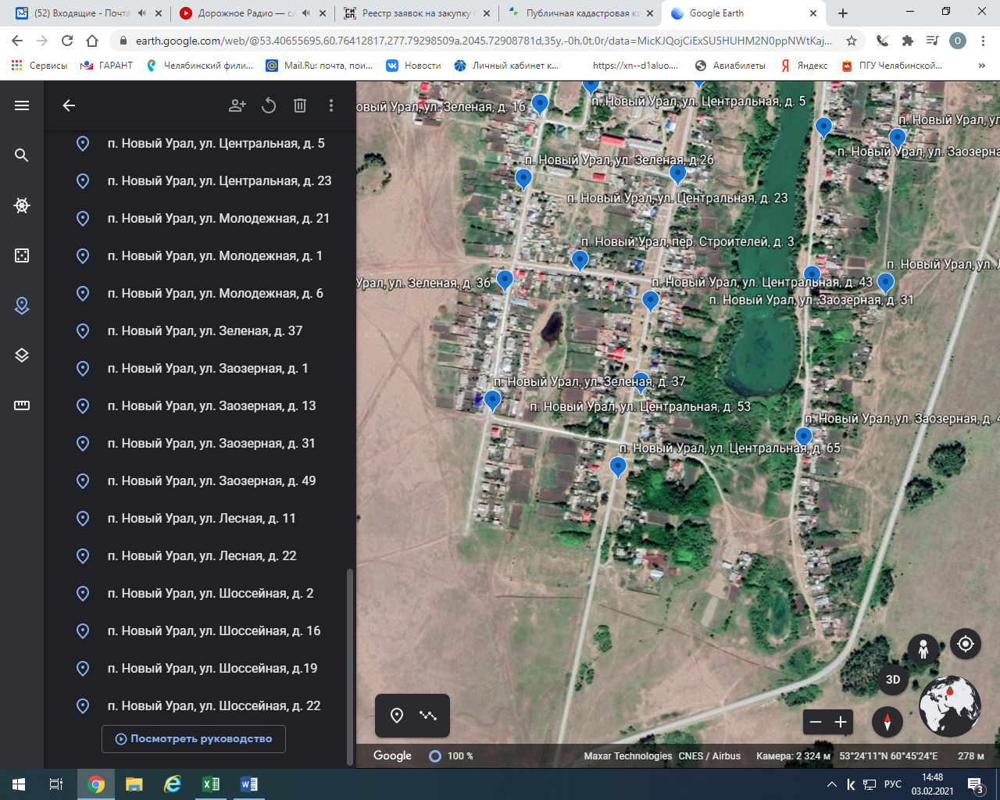 (52) Входящие - Почта
Дорожное Радио — сл
Реестр заявок на закупку
Публичная кадастровая ка
Google Earth
earth.google.com/web/@53.40655695,60.76412817,277.79298509a,2045.72908781d,35y,-0h,0t,0r/data=MicKJQojCiExSU5HUHM2N0ppNWtKaj...
О
Сервисы
ГАРАНТ
Челябинский фили...
Mail.Ru: почта, пои...
Новости
Личный кабинет к...
https://xn--d1aluo....
Авиабилеты
Яндекс
ПГУ Челябинской...
»
п. Новый Урал, ул. Центральная, д. 5
п. Новый Урал, ул. Центральная, д. 23
п. Новый Урал, ул. Молодежная, д. 21
п. Новый Урал, ул. Молодежная, д. 1
п. Новый Урал, ул. Молодежная, д. 6
п. Новый Урал, ул. Зеленая, д. 37
п. Новый Урал, ул. Заозерная, д. 1
п. Новый Урал, ул. Заозерная, д. 13
п. Новый Урал, ул. Заозерная, д. 31
п. Новый Урал, ул. Заозерная, д. 49
п. Новый Урал, ул. Лесная, д. 11
п. Новый Урал, ул. Лесная, д. 22
п. Новый Урал, ул. Шоссейная, д. 2
п. Новый Урал, ул. Шоссейная, д. 16
п. Новый Урал, ул. Шоссейная, д.19
п. Новый Урал, ул. Шоссейная, д. 22
Посмотреть руководство
п. Новый Урал, ул. Центральная, д. 5
овый Урал, ул. Зеленая, д. 16
п. Новый Урал, ул
п. Новый Урал, ул. Заозерна
п. Новый Урал, ул. Зеленая, д.26
п. Новый Урал, ул. Центральная, д. 23
п. Новый Урал, пер. Строителей, д. 3
п. Новый Урал, ул. Л
Урал, ул. Зеленая, д. 36
п. Новый Урал, ул. Центральная, д. 43
п. Новый Урал, ул. Заозерная, д. 31
п. Новый Урал, ул. Зеленая, д. 37
п. Новый Урал, ул. Центральная, д. 53
п. Новый Урал, ул. Заозерная, д. 4
п. Новый Урал, ул. Центральная, д. 65
3D
Google
100 %
Maxar Technologies CNES / Airbus
Камера: 2 324 м
53°24'11"N 60°45'24"E
278 м
РУС
14:48
03.02.2021
3